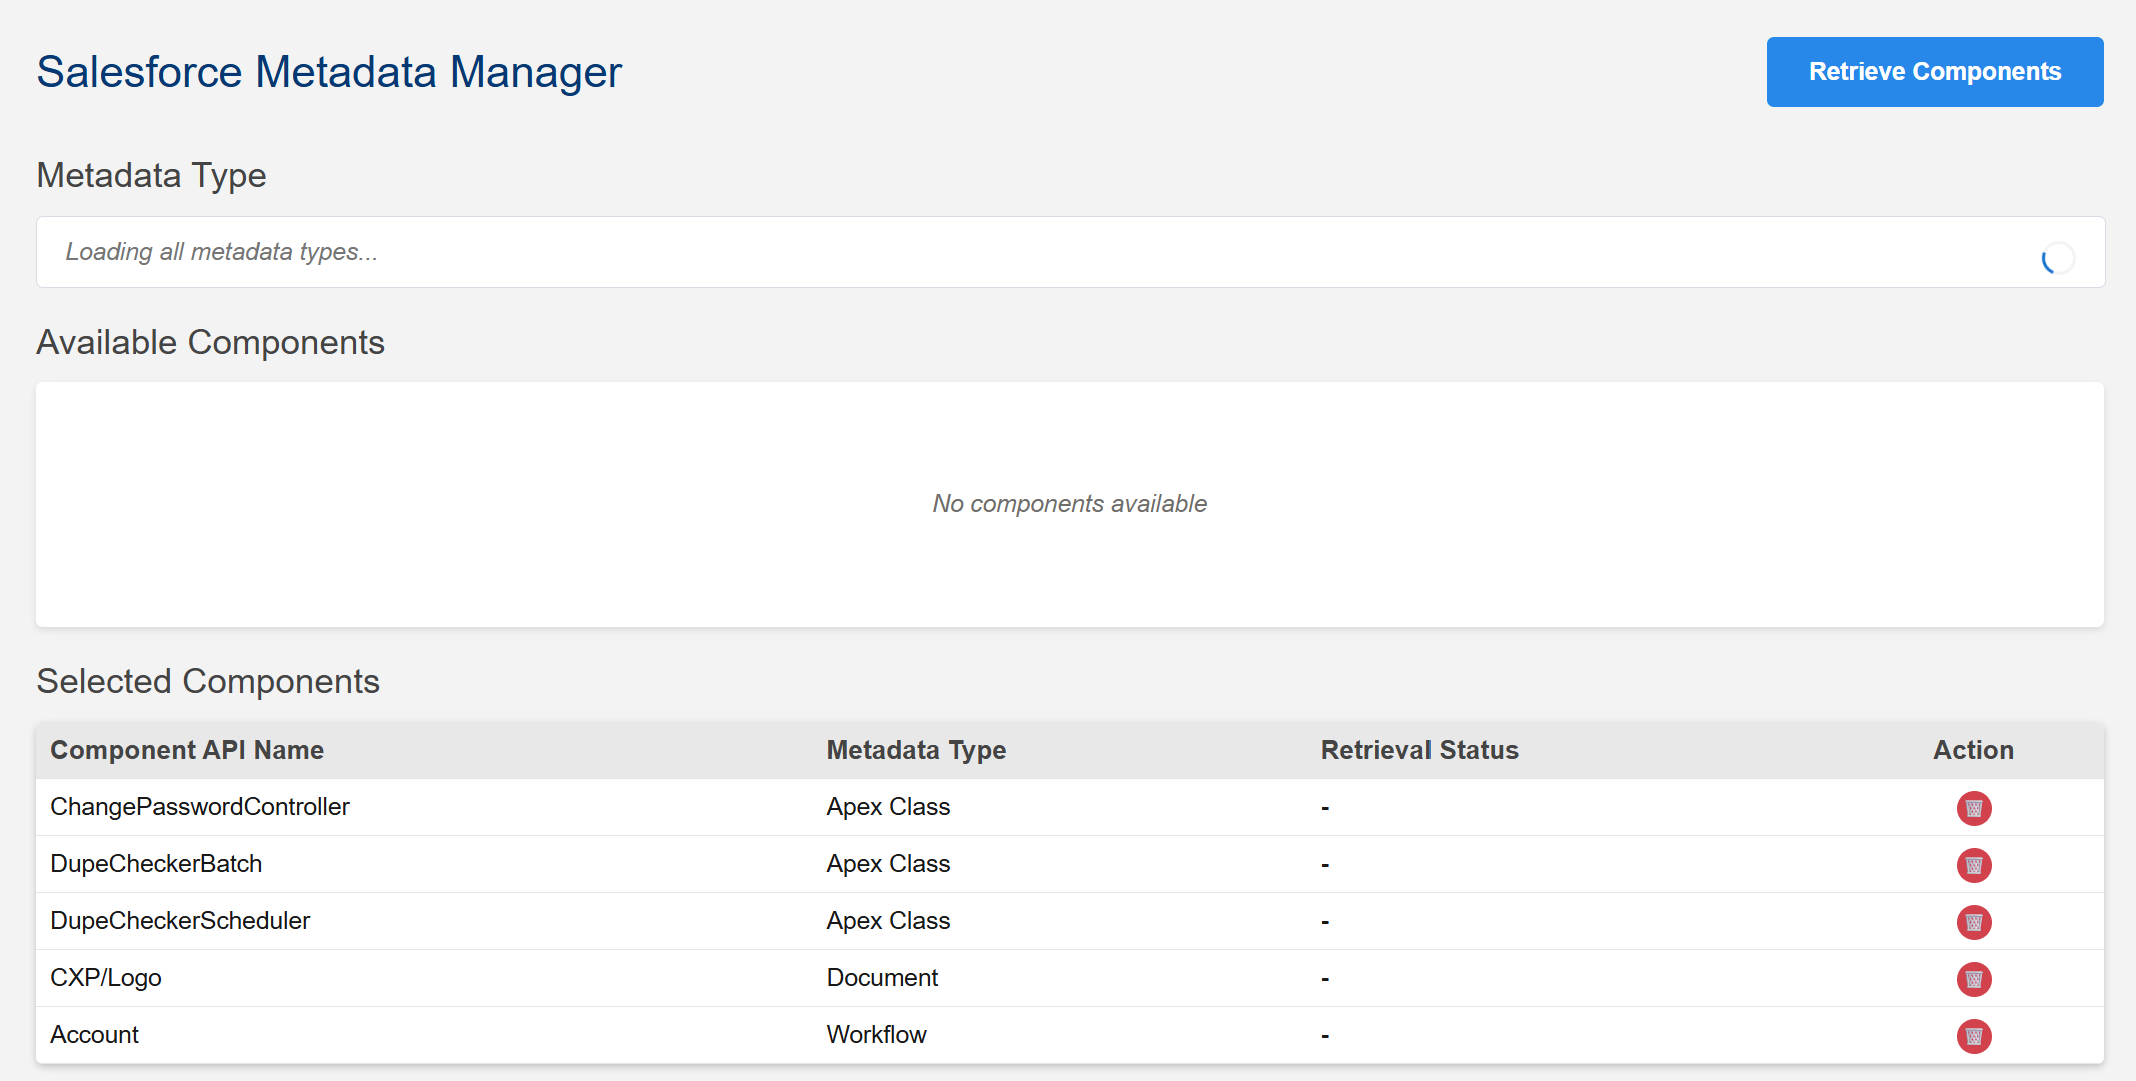 Salesforce Metadata Manager
Retrieve Components
Metadata Type
Loading all metadata types...
Available Components
No components available
Selected Components
Component API Name Metadata Type Retrieval Status Action
ChangePasswordController Apex Class -
DupeCheckerBatch Apex Class -
DupeCheckerScheduler Apex Class -
CXP/Logo Document -
Account Workflow -